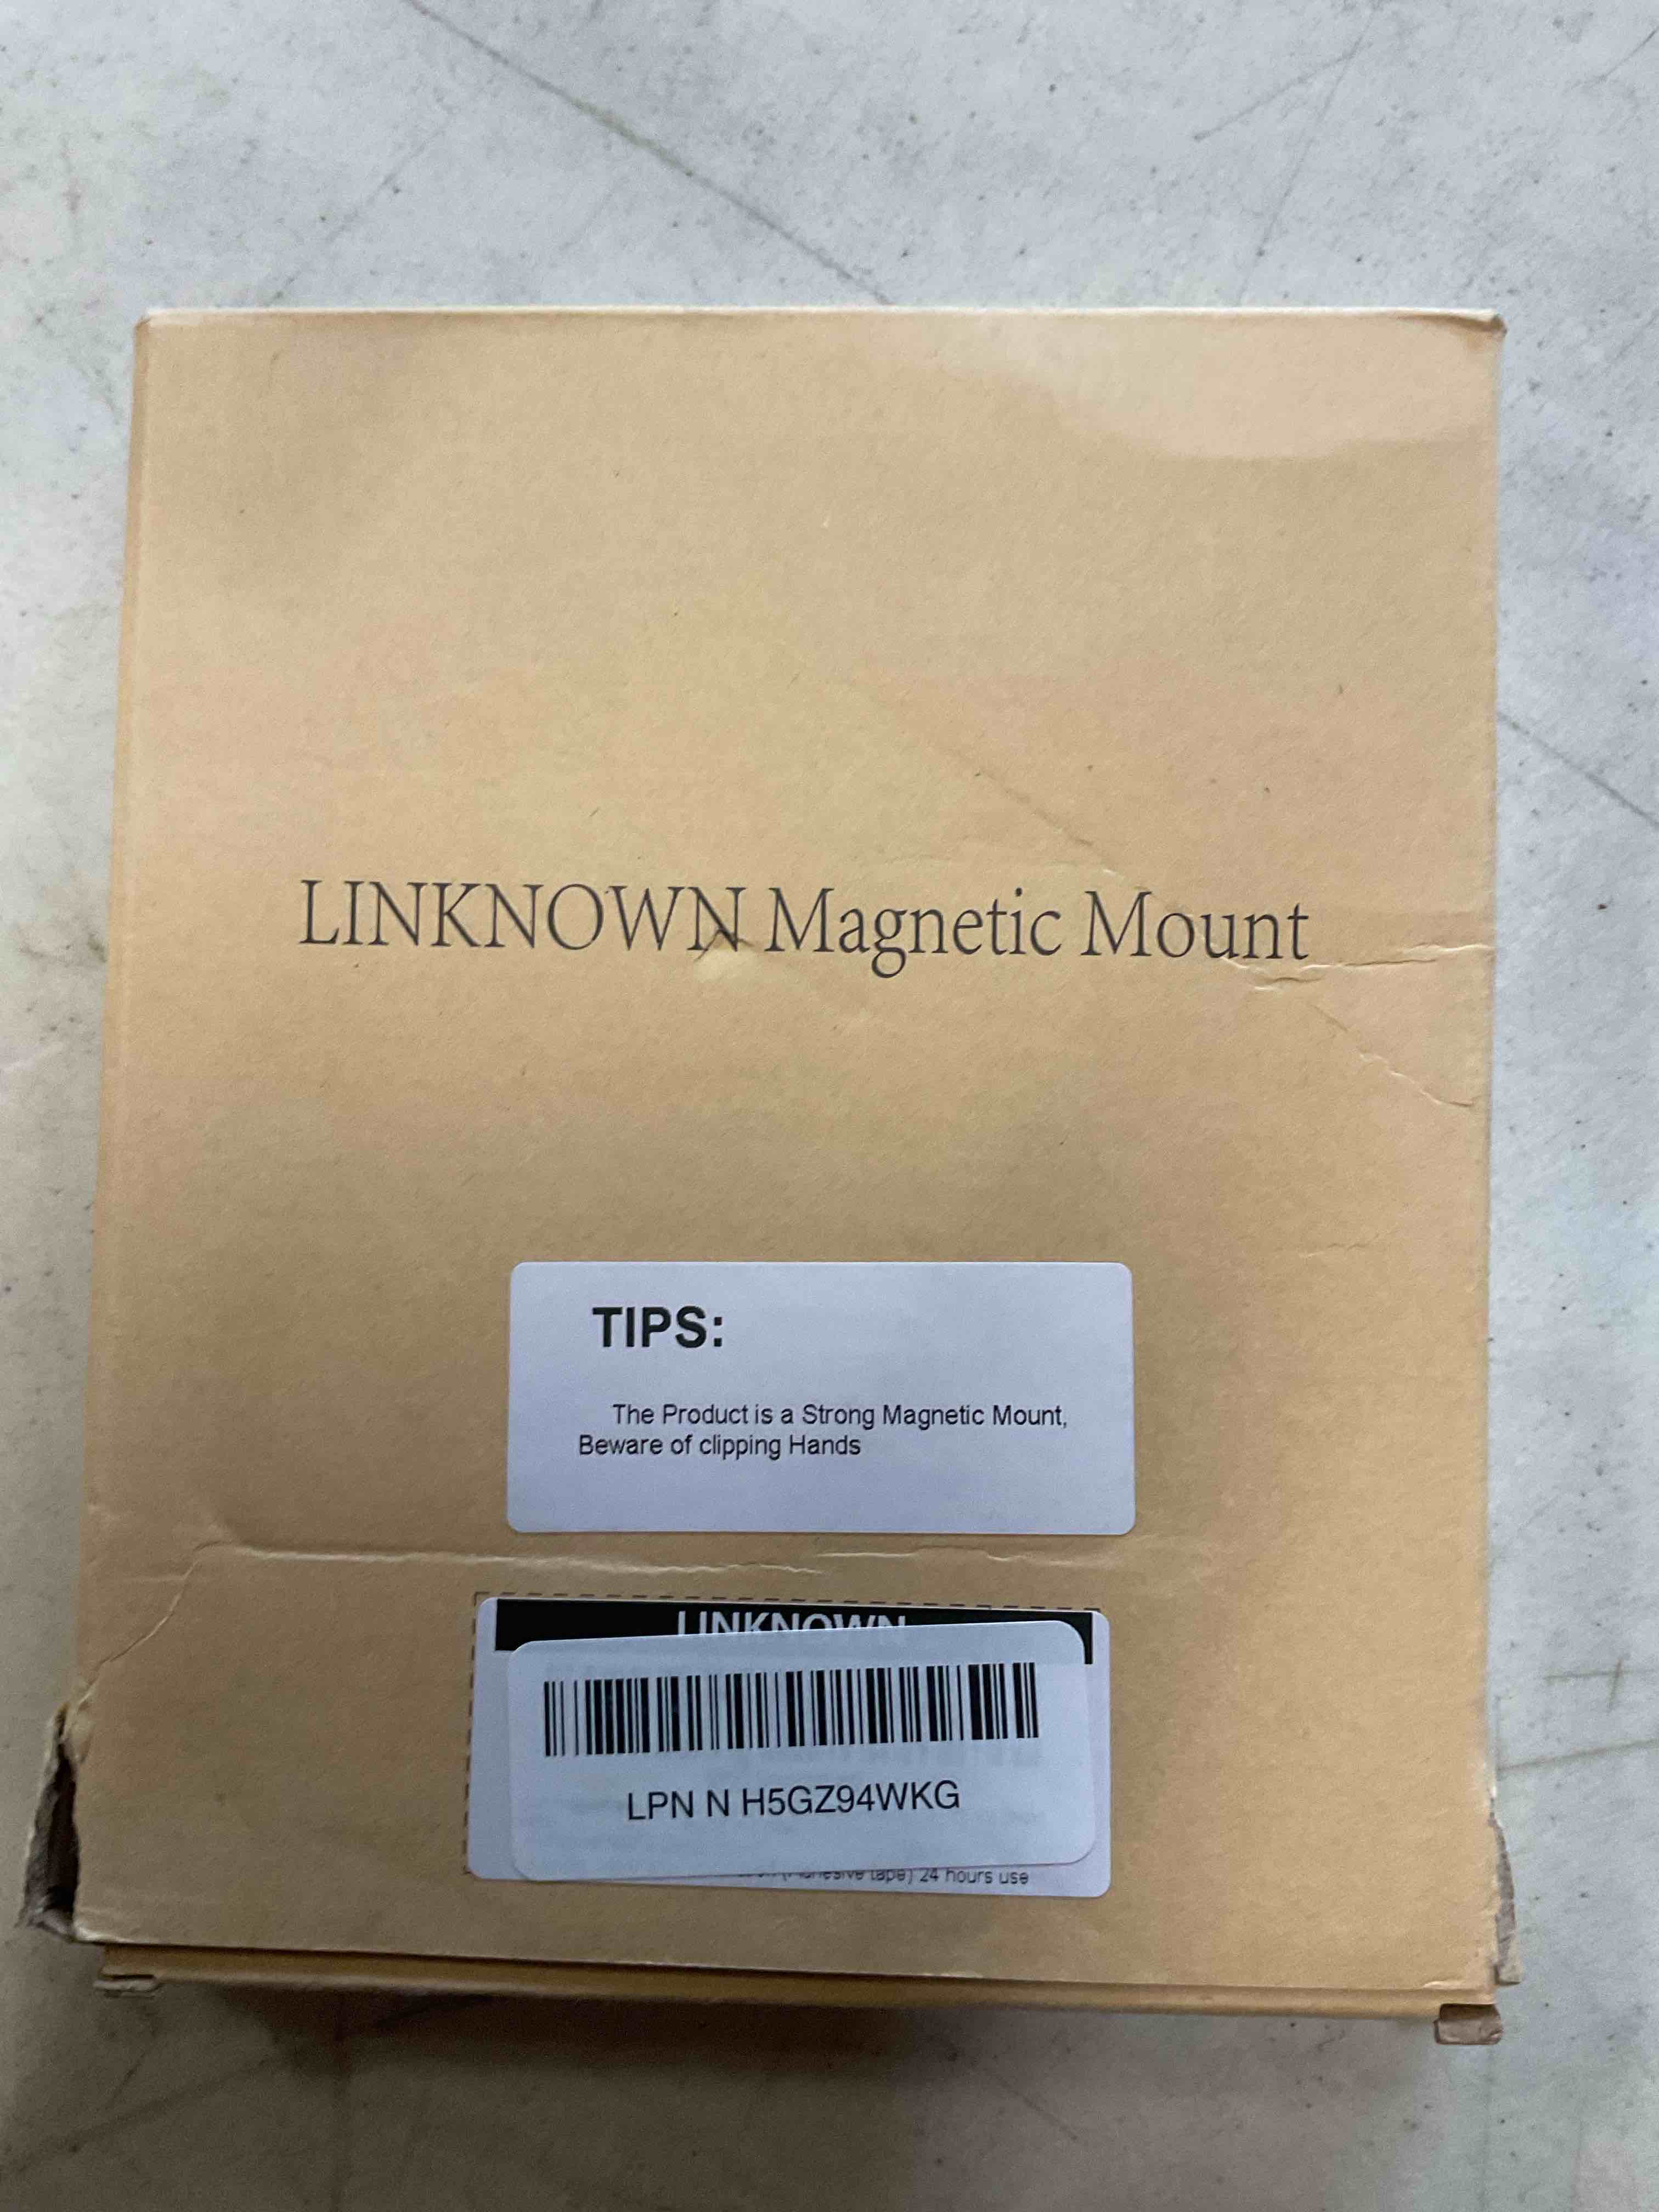 LINKNOWN Magnetic Mount
TIPS:
The Product is a Strong Magnetic Mount,
Beware of clipping Hands
LINKNOWN
LPN N H5GZ94WKG
tape) 24 hours use